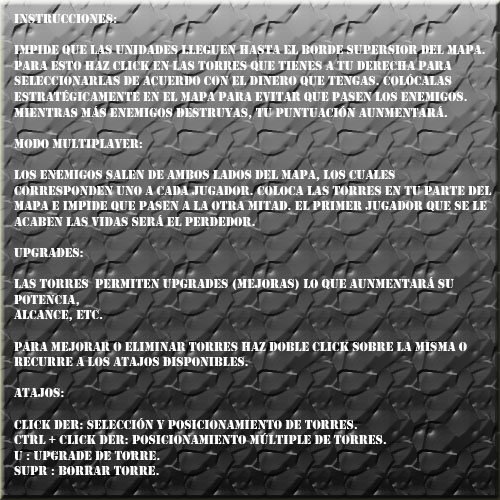 INSTRUCCIONES:
IMPIDE QUE LAS UNIDADES LLEGUEN HASTA EL BORDE SUPERSIOR DEL MAPA.
PARA ESTO HAZ CLICK EN LAS TORRES QUE TIENES A TU DERECHA PARA
SELECCIONARLAS DE ACUERDO CON EL DINERO QUE TENGAS. COLÓCALAS
ESTRATÉGICAMENTE EN EL MAPA PARA EVITAR QUE PASEN LOS ENEMIGOS.
MIENTRAS MÁS ENEMIGOS DESTRUYAS, TU PUNTUACIÓN AUNMENTARÁ.
MODO MULTIPLAYER:
LOS ENEMIGOS SALEN DE AMBOS LADOS DEL MAPA, LOS CUALES
CORRESPONDEN UNO A CADA JUGADOR. COLOCA LAS TORRES EN TU PARTE DEL
MAPA E IMPIDE QUE PASEN A LA OTRA MITAD. EL PRIMER JUGADOR QUE SE LE
ACABEN LAS VIDAS SERÁ EL PERDEDOR.
UPGRADES:
LAS TORRES PERMITEN UPGRADES (MEJORAS) LO QUE AUNMENTARÁ SU
POTENCIA,
ALCANCE, ETC.
PARA MEJORAR O ELIMINAR TORRES HAZ DOBLE CLICK SOBRE LA MISMA O
RECURRE A LOS ATAJOS DISPONIBLES.
ATAJOS:
CLICK DER: SELECCIÓN Y POSICIONAMIENTO DE TORRES.
CTRL + CLICK DER: POSICIONAMIENTO MÚLTIPLE DE TORRES.
U : UPGRADE DE TORRE.
SUPR : BORRAR TORRE.